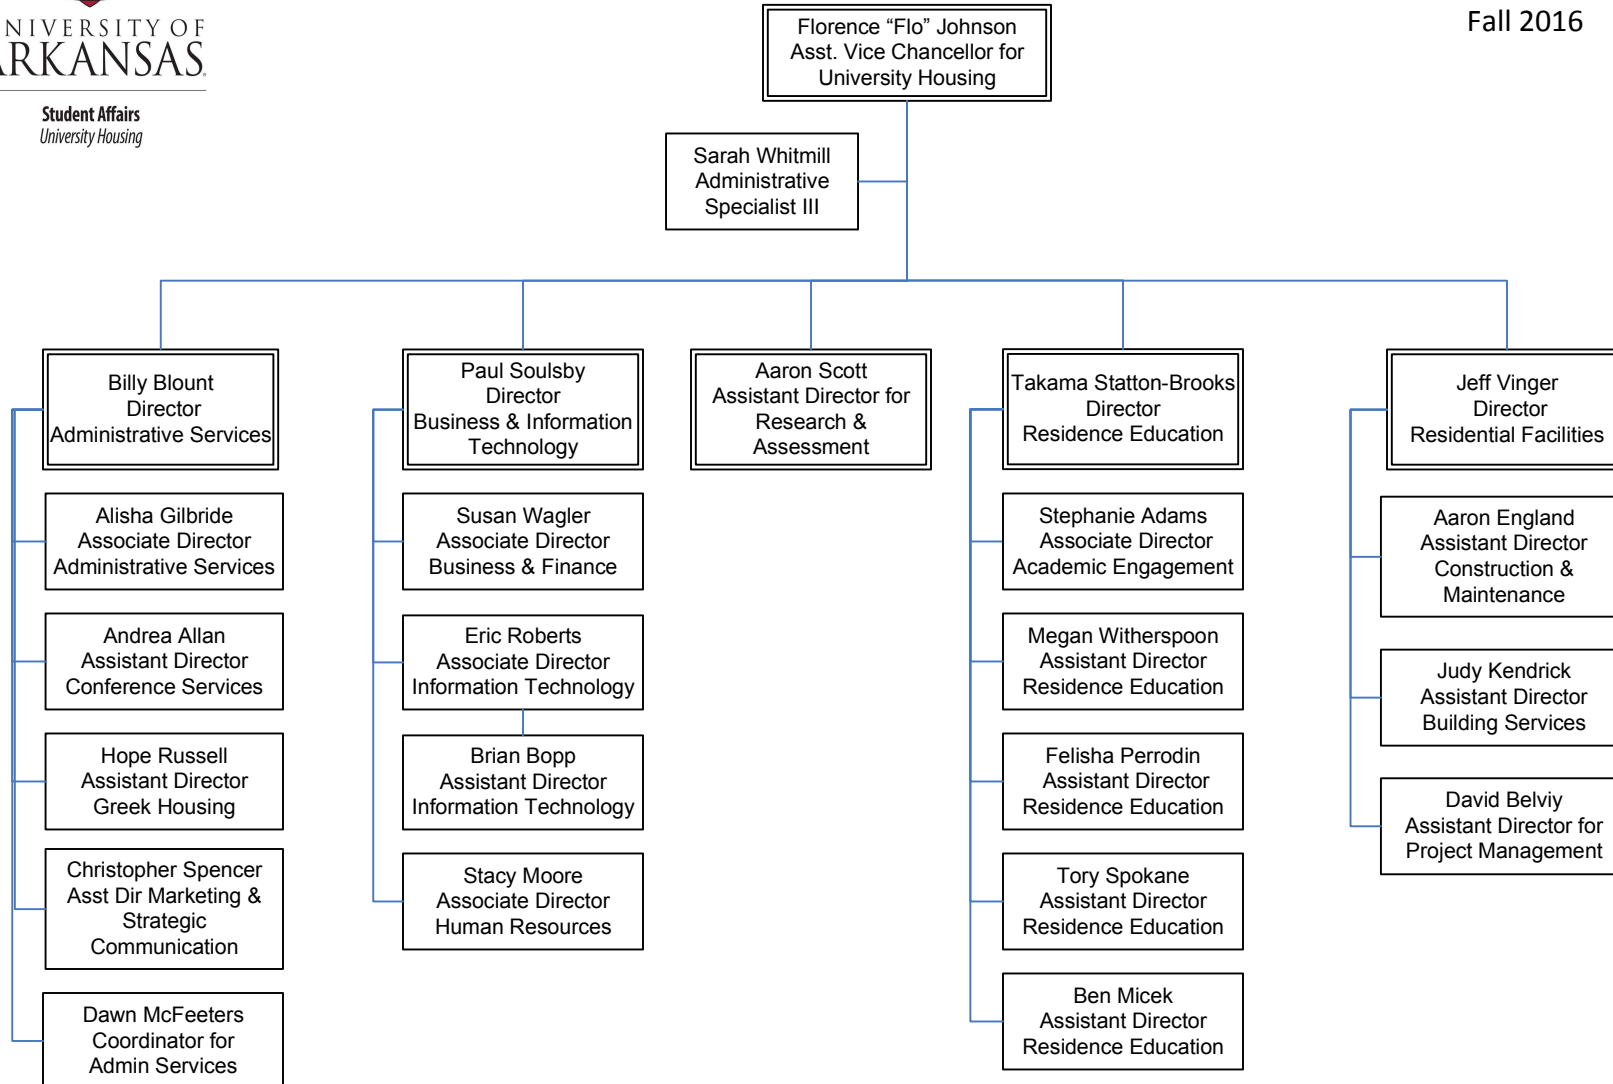 NIVERSITY OF
ARKANSAS
Student Affairs
University Housing
Fall 2016
Florence “Flo” Johnson
Asst. Vice Chancellor for
University Housing
Sarah Whitmill
Administrative
Specialist III
Billy Blount
Director
Administrative Services
Alisha Gilbride
Associate Director
Administrative Services
Andrea Allan
Assistant Director
Conference Services
Hope Russell
Assistant Director
Greek Housing
Christopher Spencer
Asst Dir Marketing &
Strategic
Communication
Dawn McFeeters
Coordinator for
Admin Services
Paul Soulsby
Director
Business & Information
Technology
Susan Wagler
Associate Director
Business & Finance
Eric Roberts
Associate Director
Information Technology
Brian Bopp
Assistant Director
Information Technology
Stacy Moore
Associate Director
Human Resources
Aaron Scott
Assistant Director for
Research &
Assessment
Takama Statton-Brooks
Director
Residence Education
Stephanie Adams
Associate Director
Academic Engagement
Megan Witherspoon
Assistant Director
Residence Education
Felisha Perrodin
Assistant Director
Residence Education
Tory Spokane
Assistant Director
Residence Education
Ben Micek
Assistant Director
Residence Education
Jeff Vinger
Director
Residential Facilities
Aaron England
Assistant Director
Construction &
Maintenance
Judy Kendrick
Assistant Director
Building Services
David Belviy
Assistant Director for
Project Management